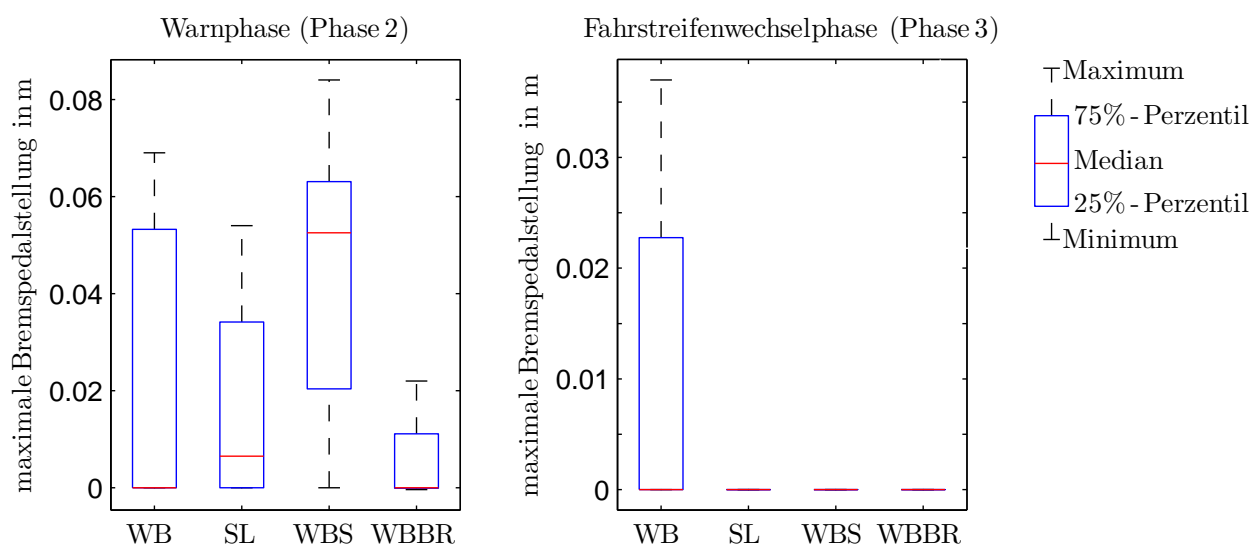 Warnphase (Phase 2)
maximale Bremspedalstellung in m
0.08
0.06
0.04
0.02
0
WB SL WBS WBBR
Fahrstreifenwechselphase (Phase 3)
maximale Bremspedalstellung in m
0.03
0.02
0.01
0
WB SL WBS WBBR
Maximum
75% - Perzentil
Median
25% - Perzentil
Minimum